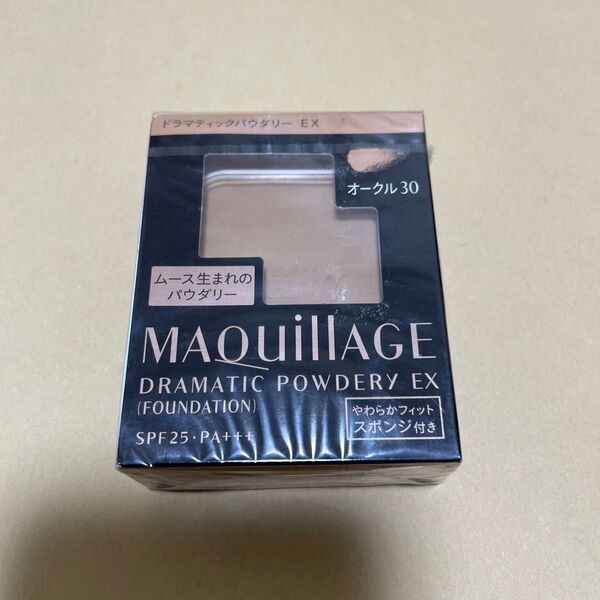 ドラマティックパウダリー EX
オークル30
ムース生まれの
パウダリー
MAQuillAGE
DRAMATIC POWDERY EX
(FOUNDATION)
SPF25・PA+++
やわらかフィット
スポンジ付き